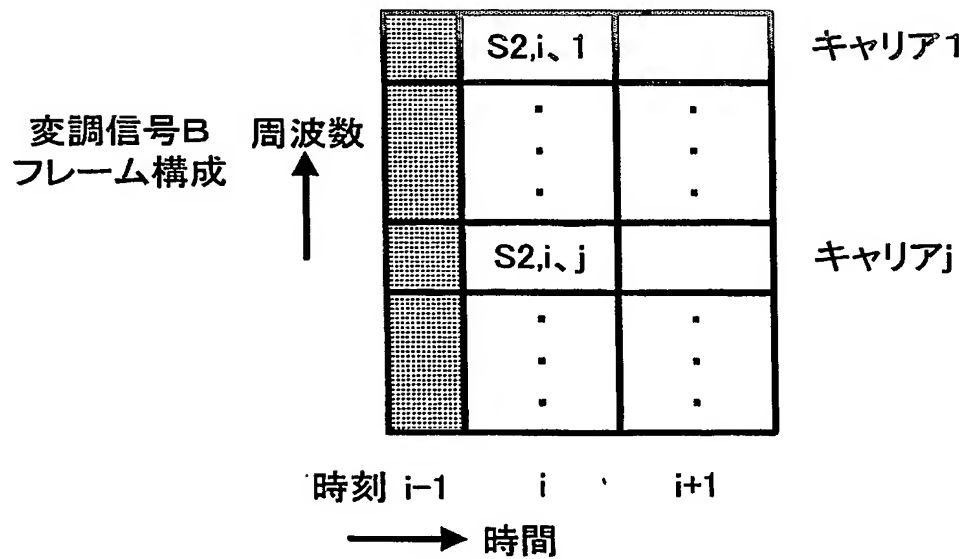 S2,i、1
キャリア1
変調信号B
フレーム構成
周波数
S2,i、j
キャリアj
時刻 i-1 i i+1
時間